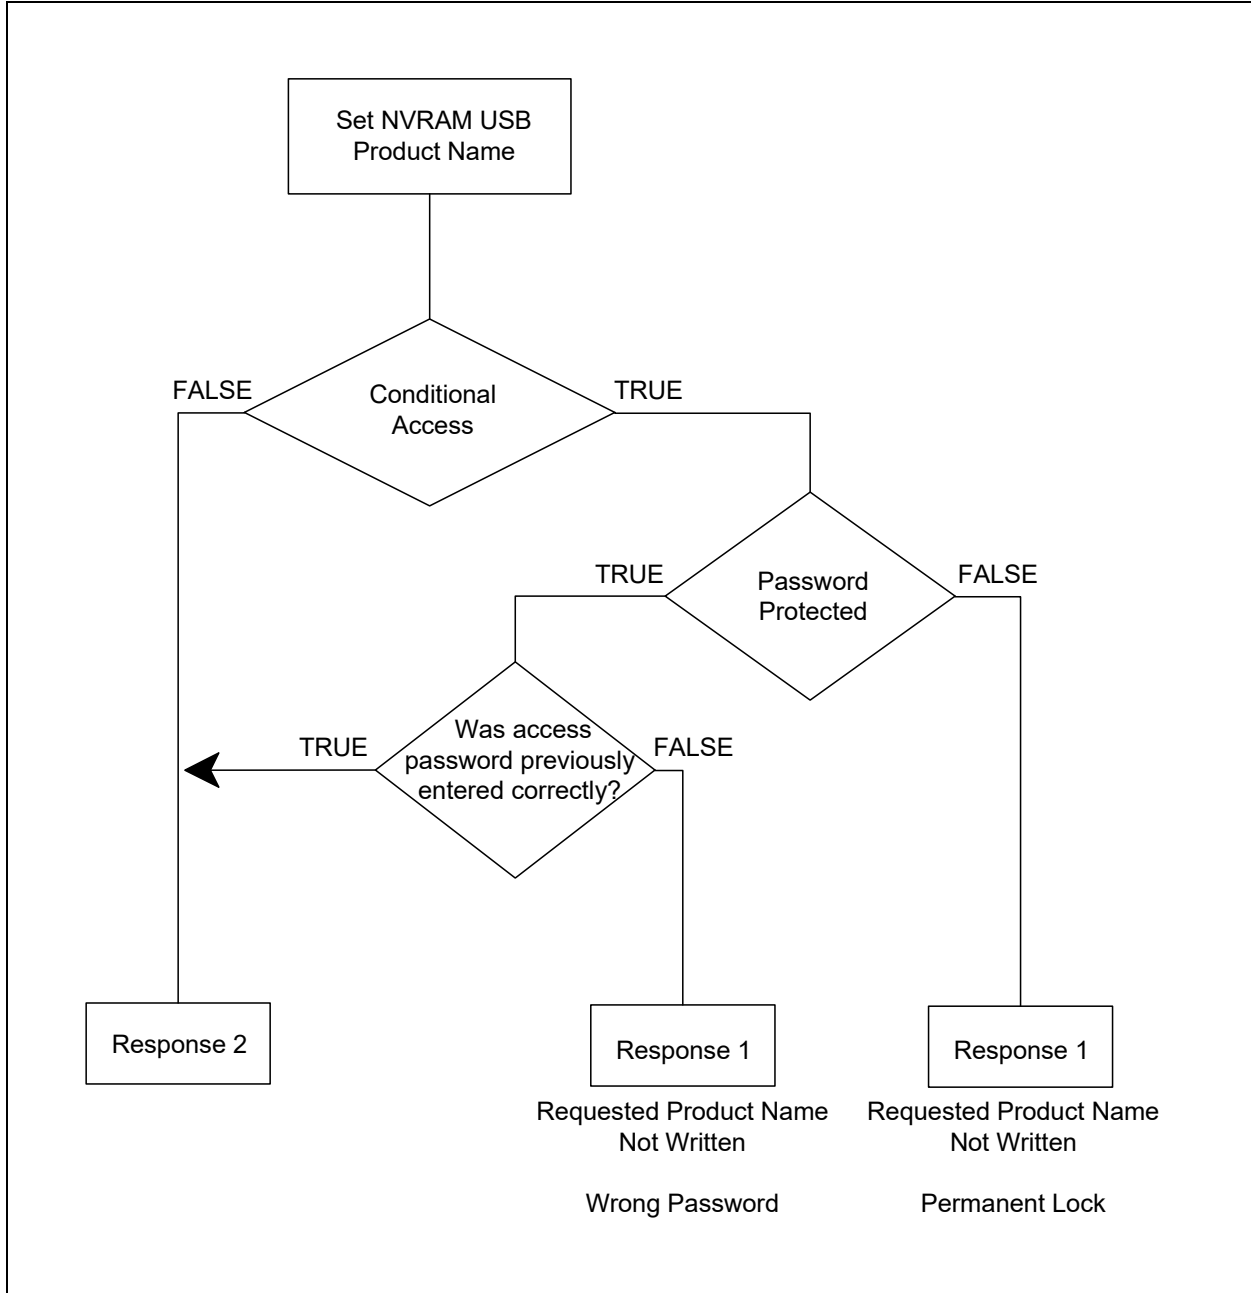 Set NVRAM USB
Product Name
FALSE
Conditional
Access
TRUE
TRUE
Password
Protected
FALSE
TRUE
Was access
password previously
entered correctly?
FALSE
Response 2
Response 1
Requested Product Name
Not Written
Wrong Password
Response 1
Requested Product Name
Not Written
Permanent Lock